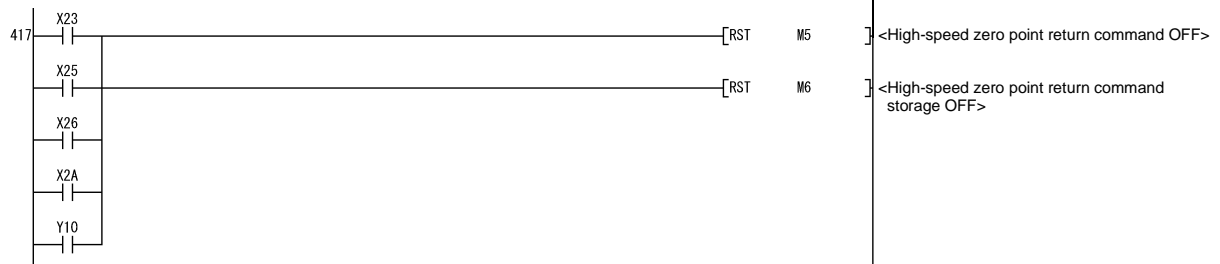 X23
417 [RST M5 ] <High-speed zero point return command OFF>
X25
[RST M6 ] <High-speed zero point return command
storage OFF>
X26
X2A
Y10